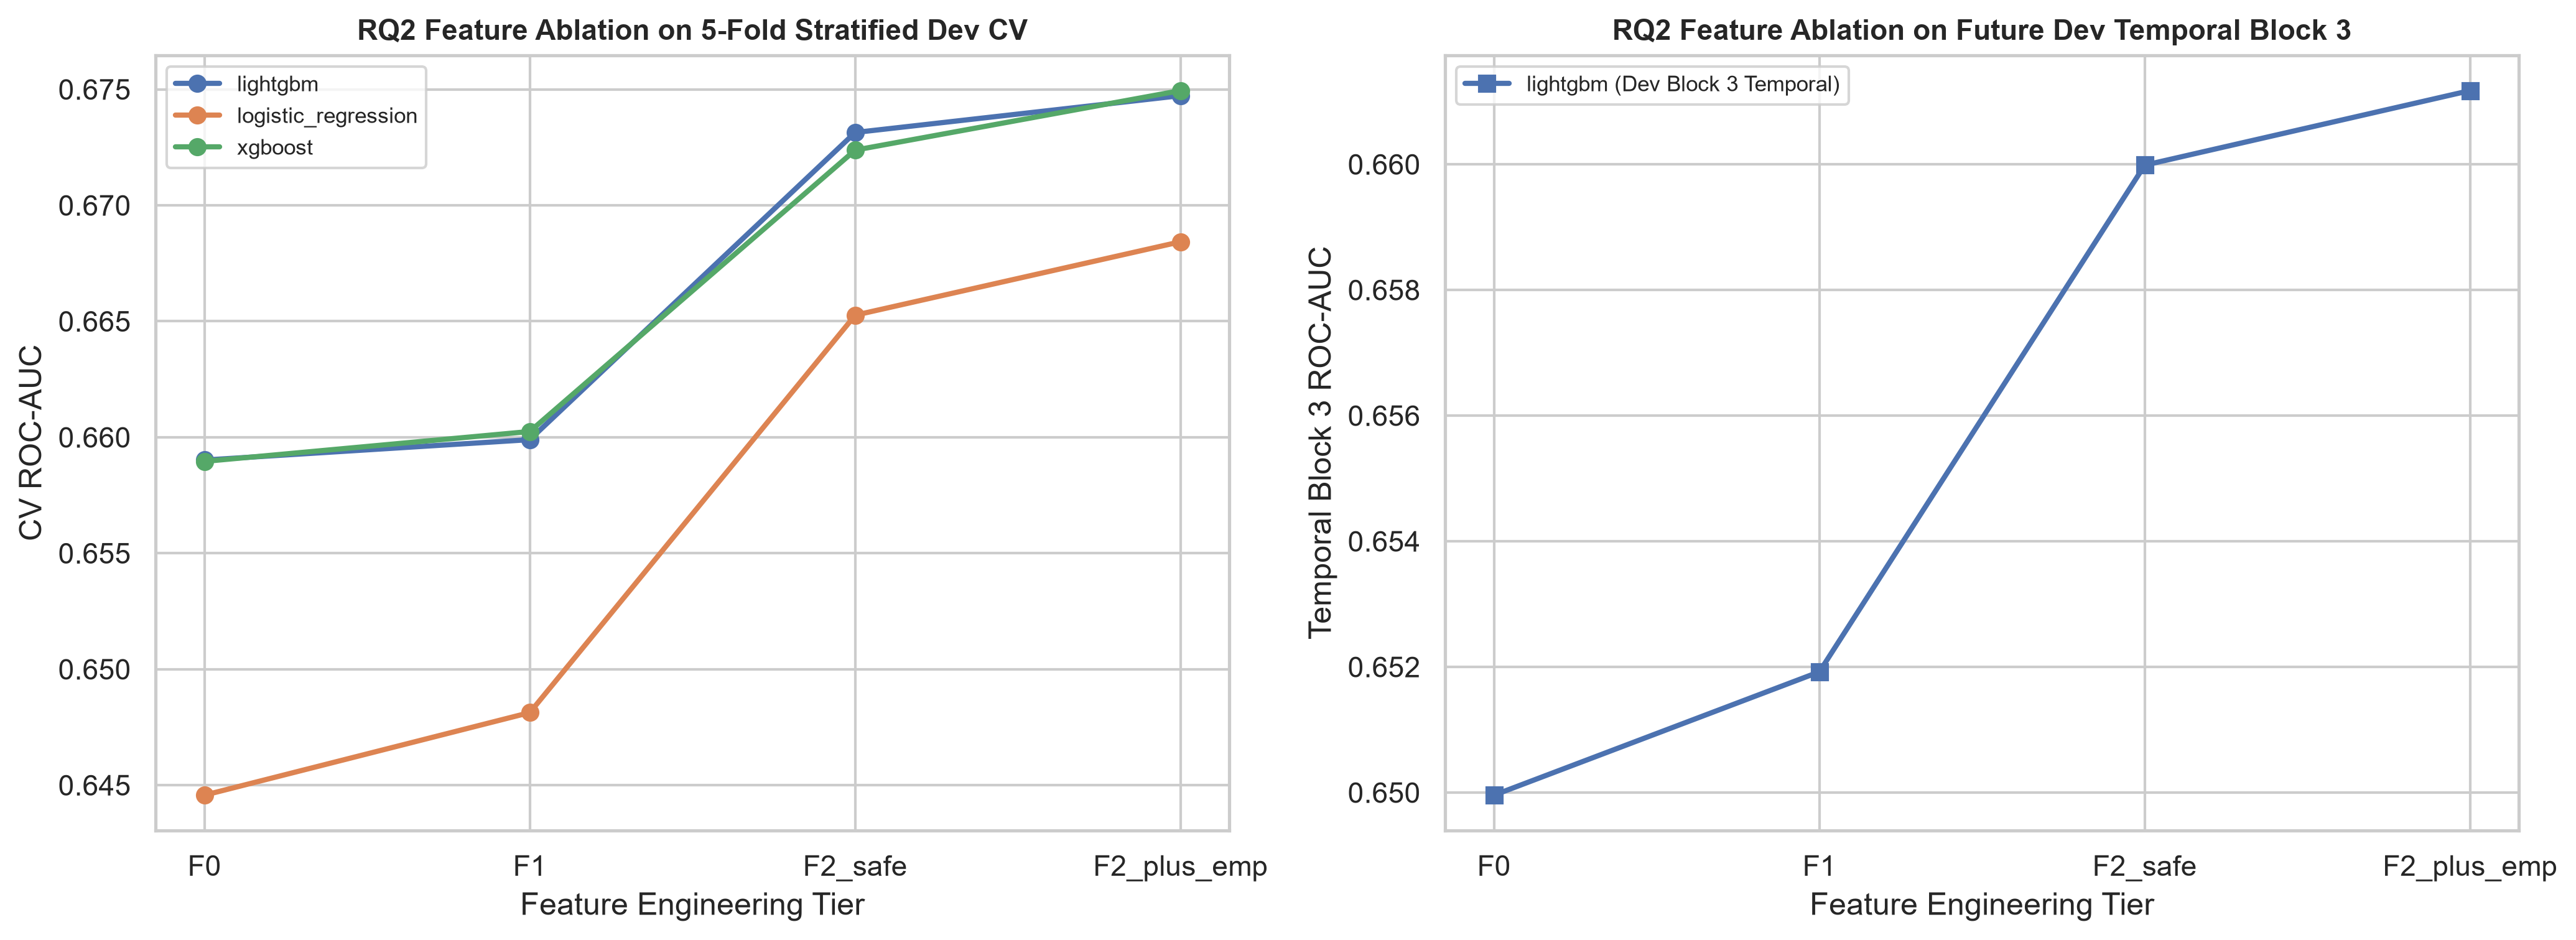 RQ2 Feature Ablation on 5-Fold Stratified Dev CV
lightgbm
logistic_regression
xgboost
0.675
0.670
0.665
0.660
0.655
0.650
0.645
CV ROC-AUC
F0
F1
F2_safe
F2_plus_emp
Feature Engineering Tier
RQ2 Feature Ablation on Future Dev Temporal Block 3
lightgbm (Dev Block 3 Temporal)
0.660
0.658
0.656
0.654
0.652
0.650
Temporal Block 3 ROC-AUC
F0
F1
F2_safe
F2_plus_emp
Feature Engineering Tier